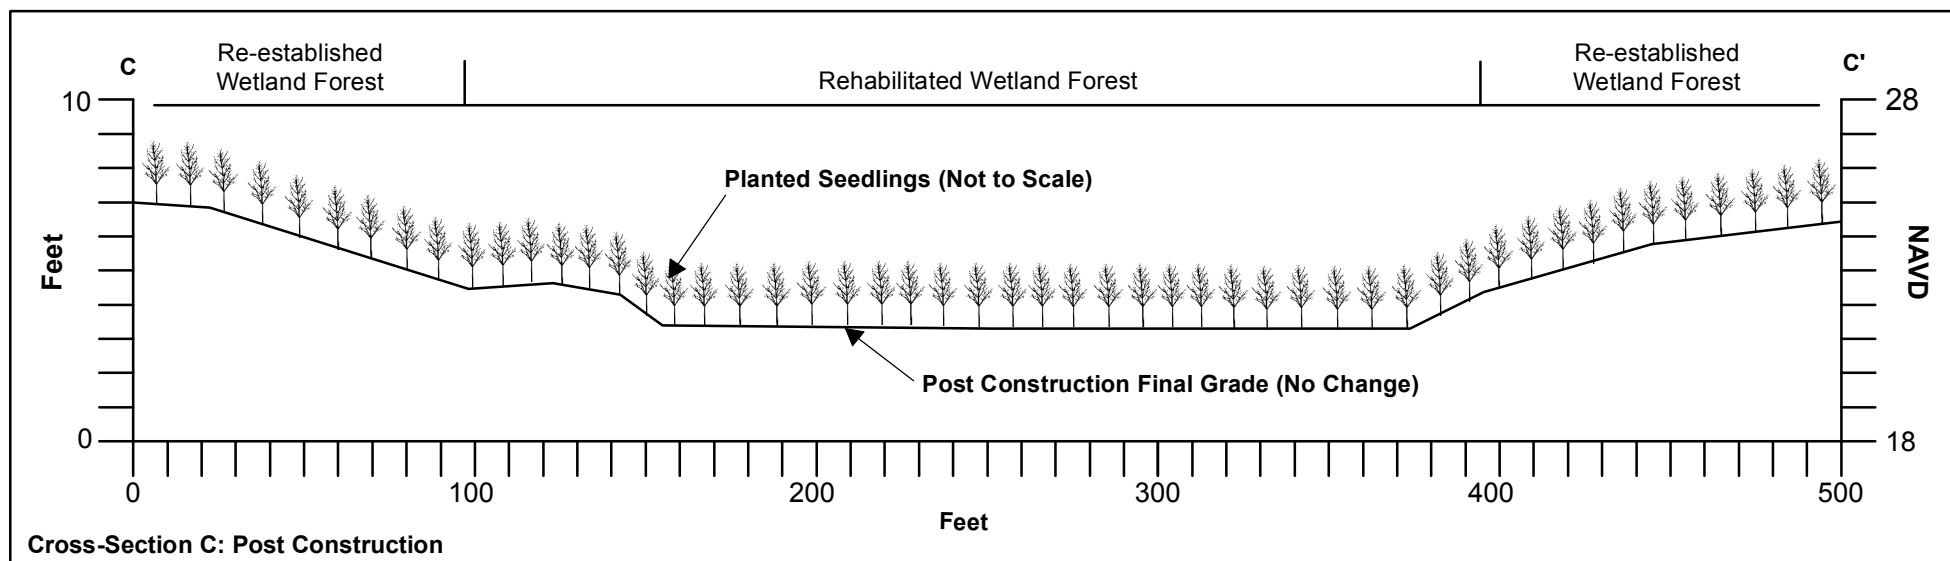 Re-established
Wetland Forest
Rehabilitated Wetland Forest
Re-established
Wetland Forest
C
C'
10
28
Planted Seedlings (Not to Scale)
Feet
NAVD
Post Construction Final Grade (No Change)
0
18
0 100 200 300 400 500
Feet
Cross-Section C: Post Construction